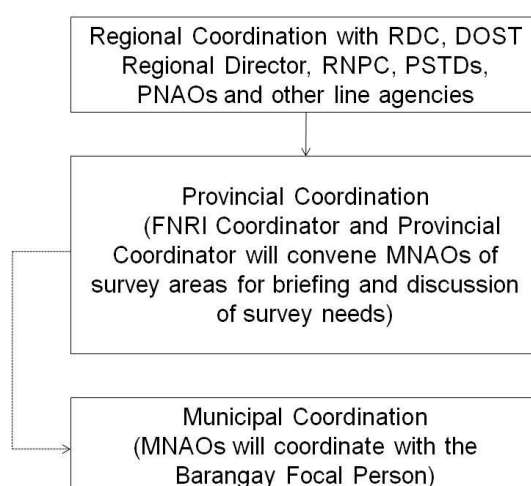 Regional Coordination with RDC, DOST
Regional Director, RNPC, PSTDs,
PNAOs and other line agencies
Provincial Coordination
(FNRI Coordinator and Provincial
Coordinator will convene MNAOs of
survey areas for briefing and discussion
of survey needs)
Municipal Coordination
(MNAOs will coordinate with the
Barangay Focal Person)